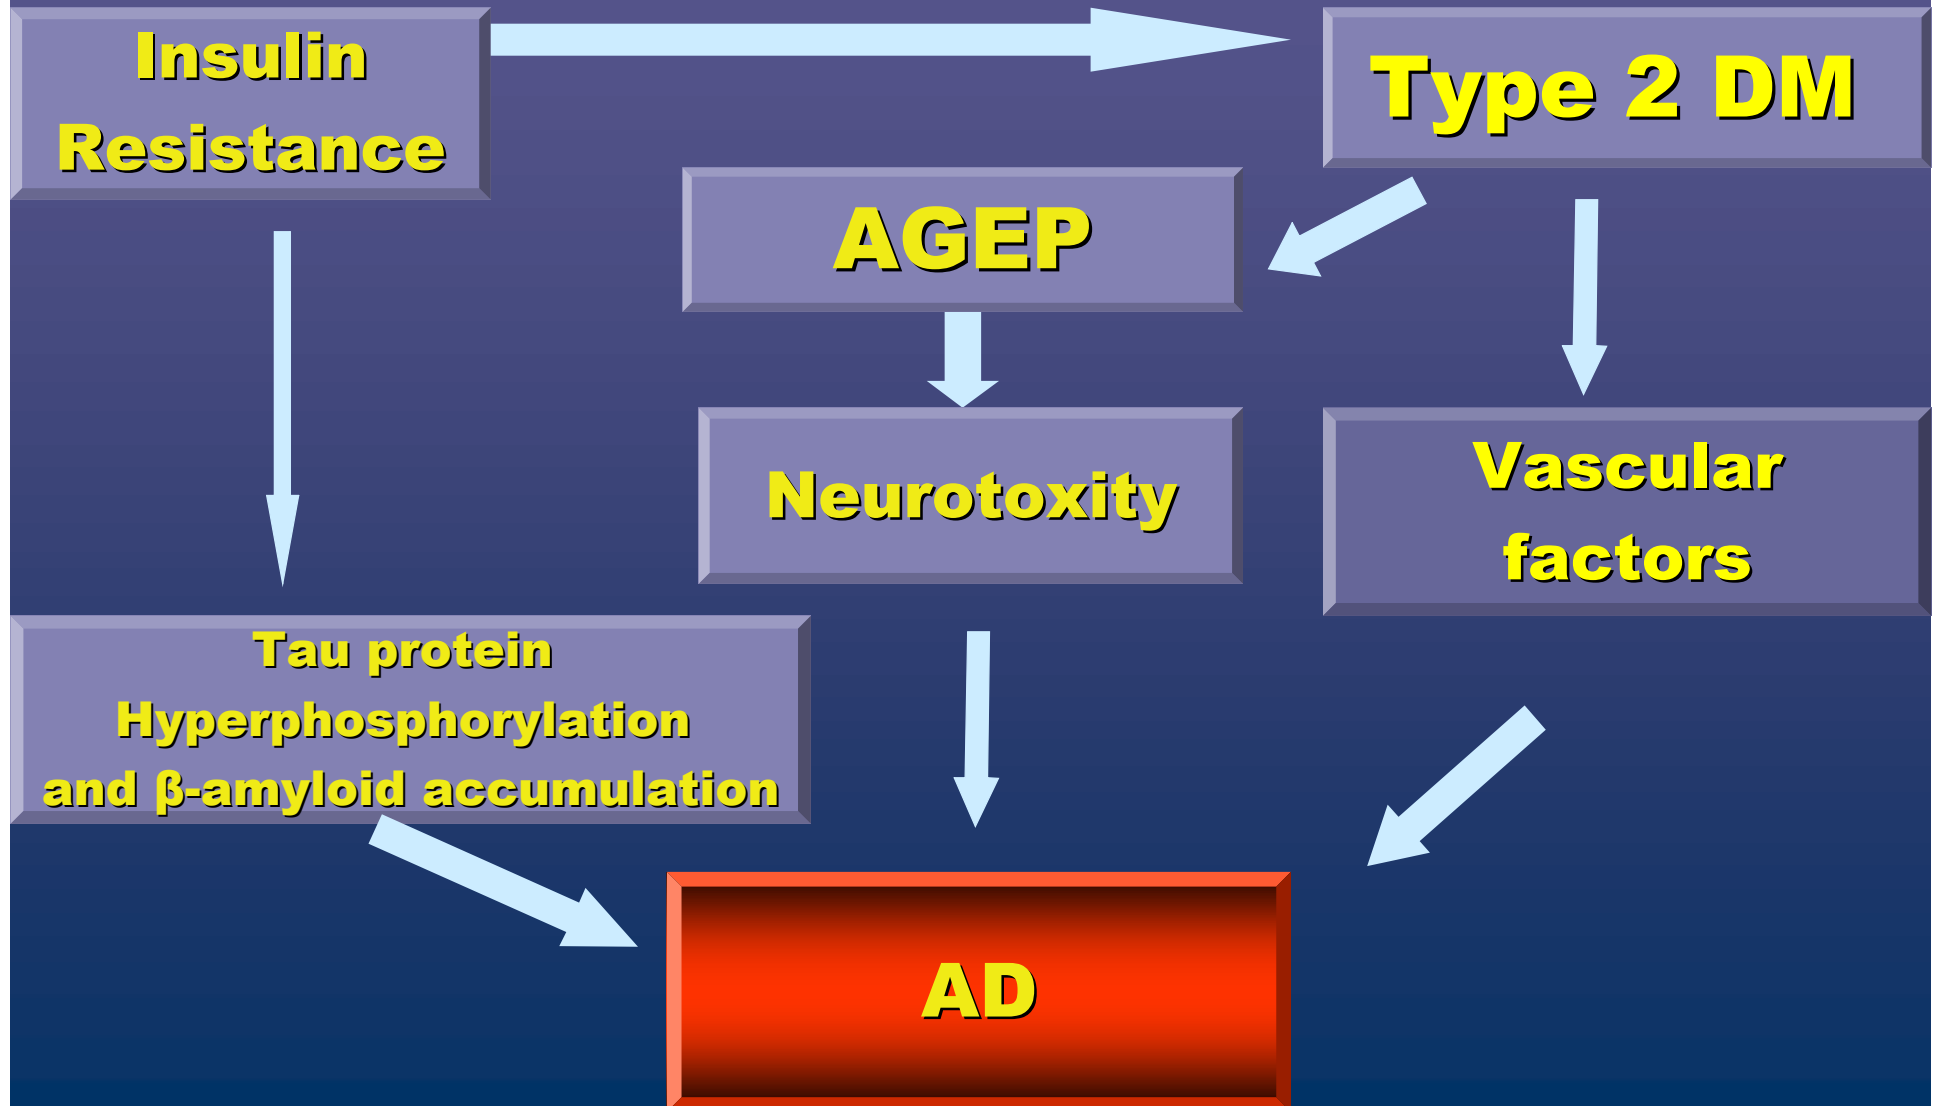 Insulin
Resistance
Type 2 DM
AGEP
Neurotoxity
Vascular
factors
Tau protein
Hyperphosphorylation
and β-amyloid accumulation
AD